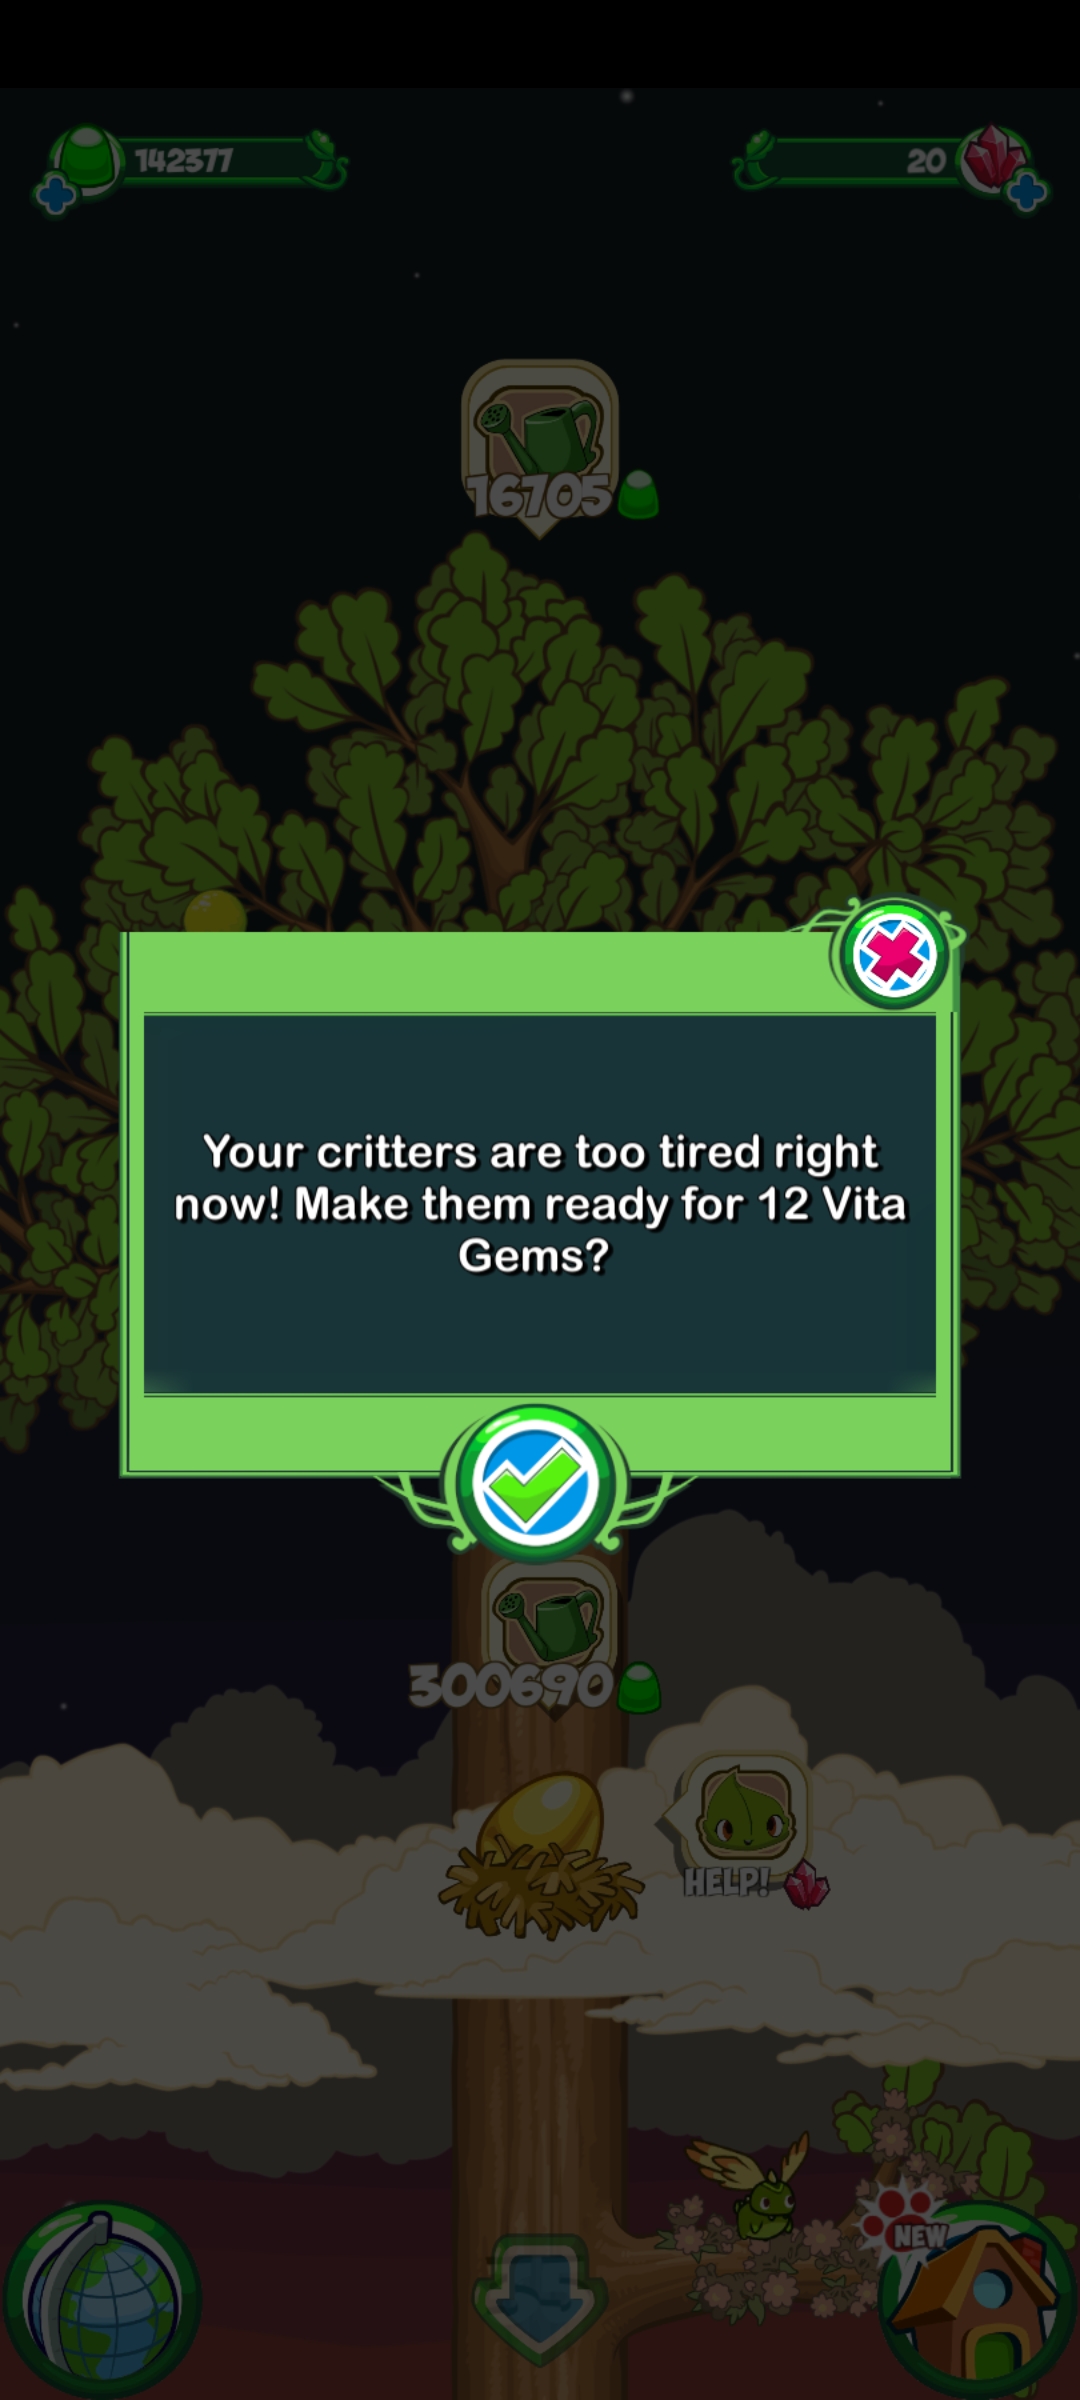 142377
20
16705
Your critters are too tired right
now! Make them ready for 12 Vita
Gems?
300690
HELP!
NEW